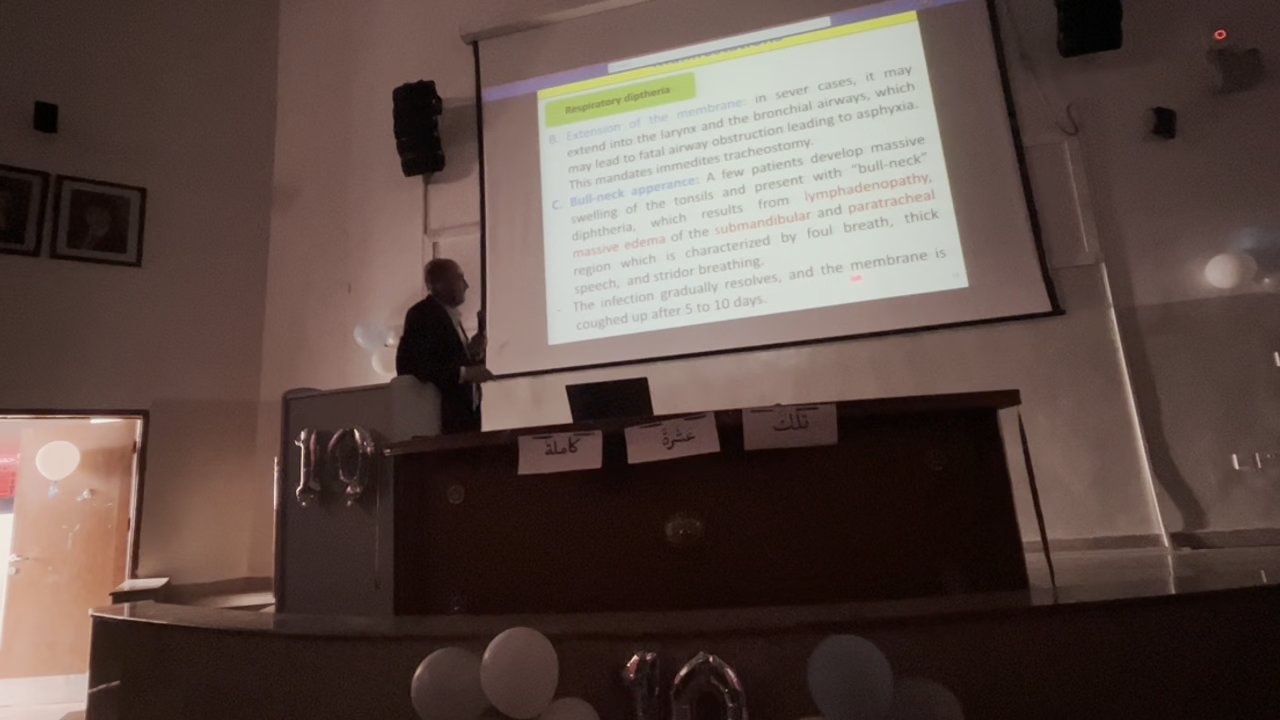 Respiratory diptheria
B. Extension of the membrane: in sever cases, it may
extend into the larynx and the bronchial airways, which
may lead to fatal airway obstruction leading to asphyxia.
This mandates immedites tracheostomy.
C. Bull-neck apperance: A few patients develop massive
swelling of the tonsils and present with "bull-neck"
diphtheria, which results from lymphadenopathy,
massive edema of the submandibular and paratracheal
region which is characterized by foul breath, thick
speech, and stridor breathing.
- The infection gradually resolves, and the membrane is
coughed up after 5 to 10 days.
تلك عشرة كاملة
10
10